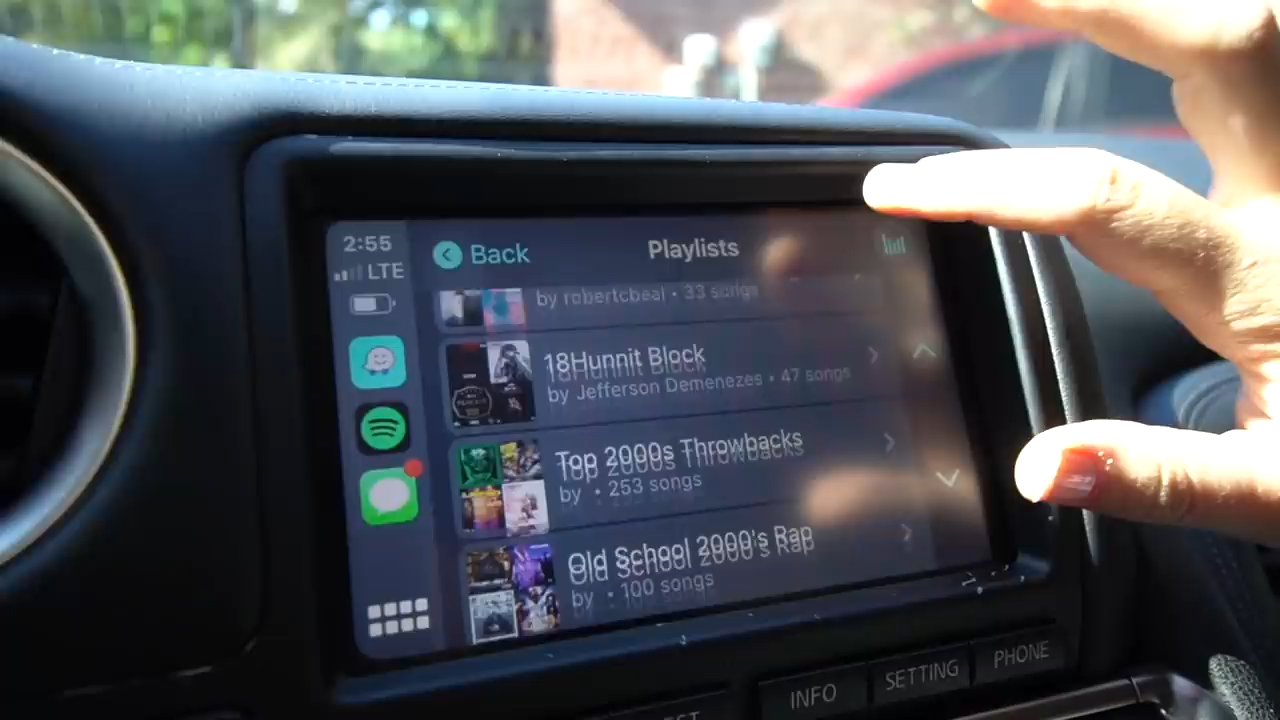 2:55
LTE
Back
Playlists
by robertcbeal • 33 songs
18Hunnit Block
by Jefferson Demenezes • 47 songs
Top 2000s Throwbacks
by • 253 songs
Old School 2000's Rap
by • 100 songs
INFO
SETTING
PHONE